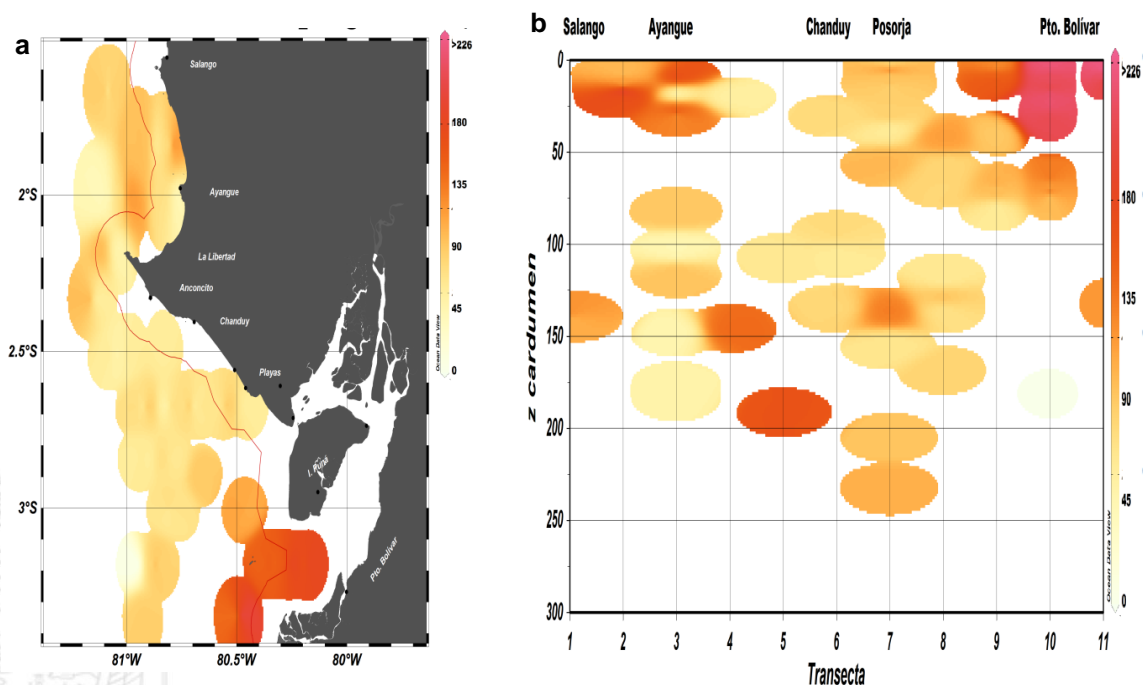 a
>226
180
135
90
45
0
Ocean Data View
Salango
Ayangue
La Libertad
Anconcito
Chanduy
Playas
I. Puná
Pto. Bolívar
2°S
2.5°S
3°S
81°W
80.5°W
80°W
b
Salango Ayangue Chanduy Posorja Pto. Bolívar
z cardumen
0
50
100
150
200
250
300
1 2 3 4 5 6 7 8 9 10 11
Transecta
>226
180
135
90
45
0
Ocean Data View